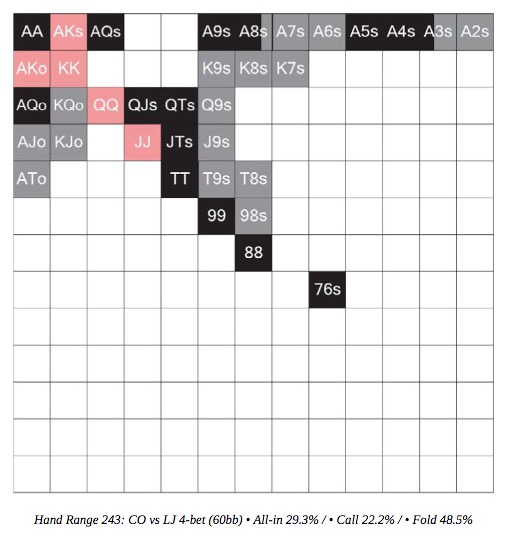 AA AKs AQs A9s A8s A7s A6s A5s A4s A3s A2s
AKo KK K9s K8s K7s
AQo KQo QQ QJs QTs Q9s
AJo KJo JJ JTs J9s
ATo TT T9s T8s
99 98s
88
76s
Hand Range 243: CO vs LJ 4-bet (60bb) • All-in 29.3% / • Call 22.2% / • Fold 48.5%